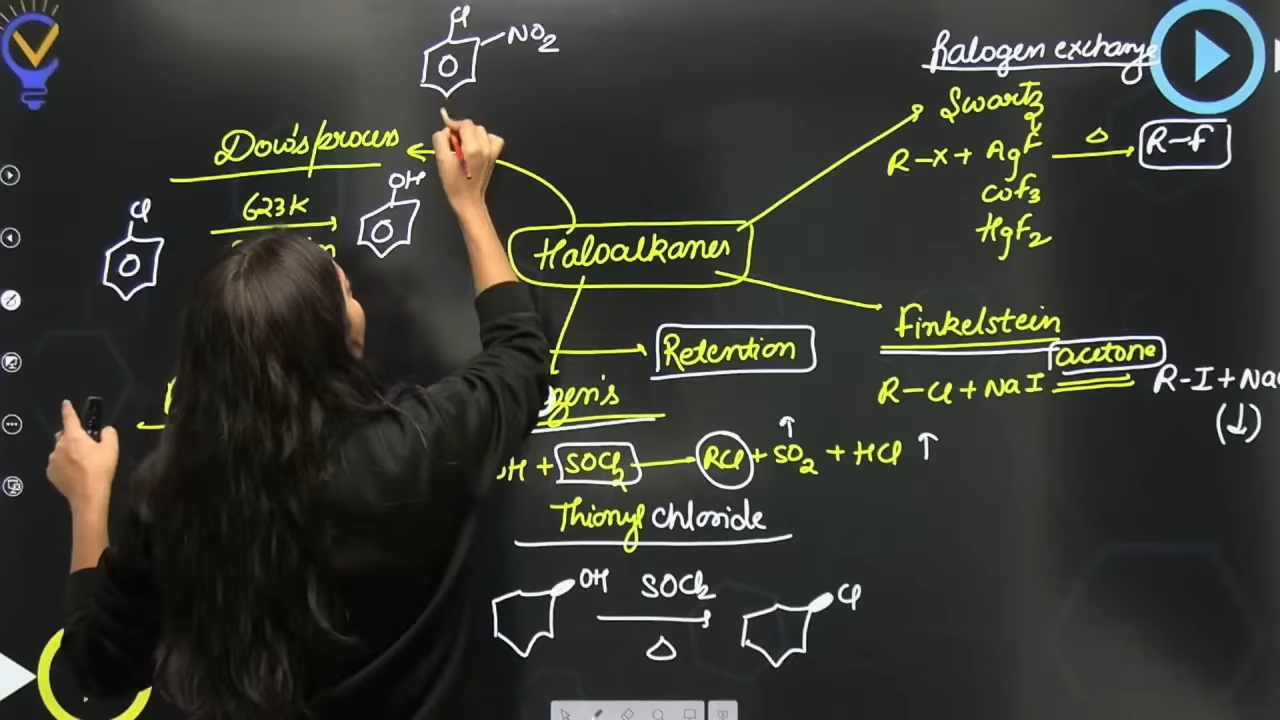 Cl
NO2
halogen exchange
Swartz
R-X + AgF Δ R-F
CoF3
HgF2
Dow's process
623K
OH
Cl
Haloalkanes
Finkelstein
acetone
R-Cl + NaI R-I + NaCl
(↓)
Retention
OH + SOCl2 → RCl + SO2 ↑ + HCl ↑
Thionyl chloride
OH SOCl2 Cl
Δ